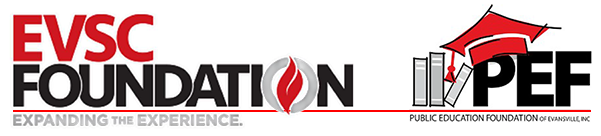 EVSC
FOUNDATION
EXPANDING THE EXPERIENCE.
PEF
PUBLIC EDUCATION FOUNDATION OF EVANSVILLE, INC